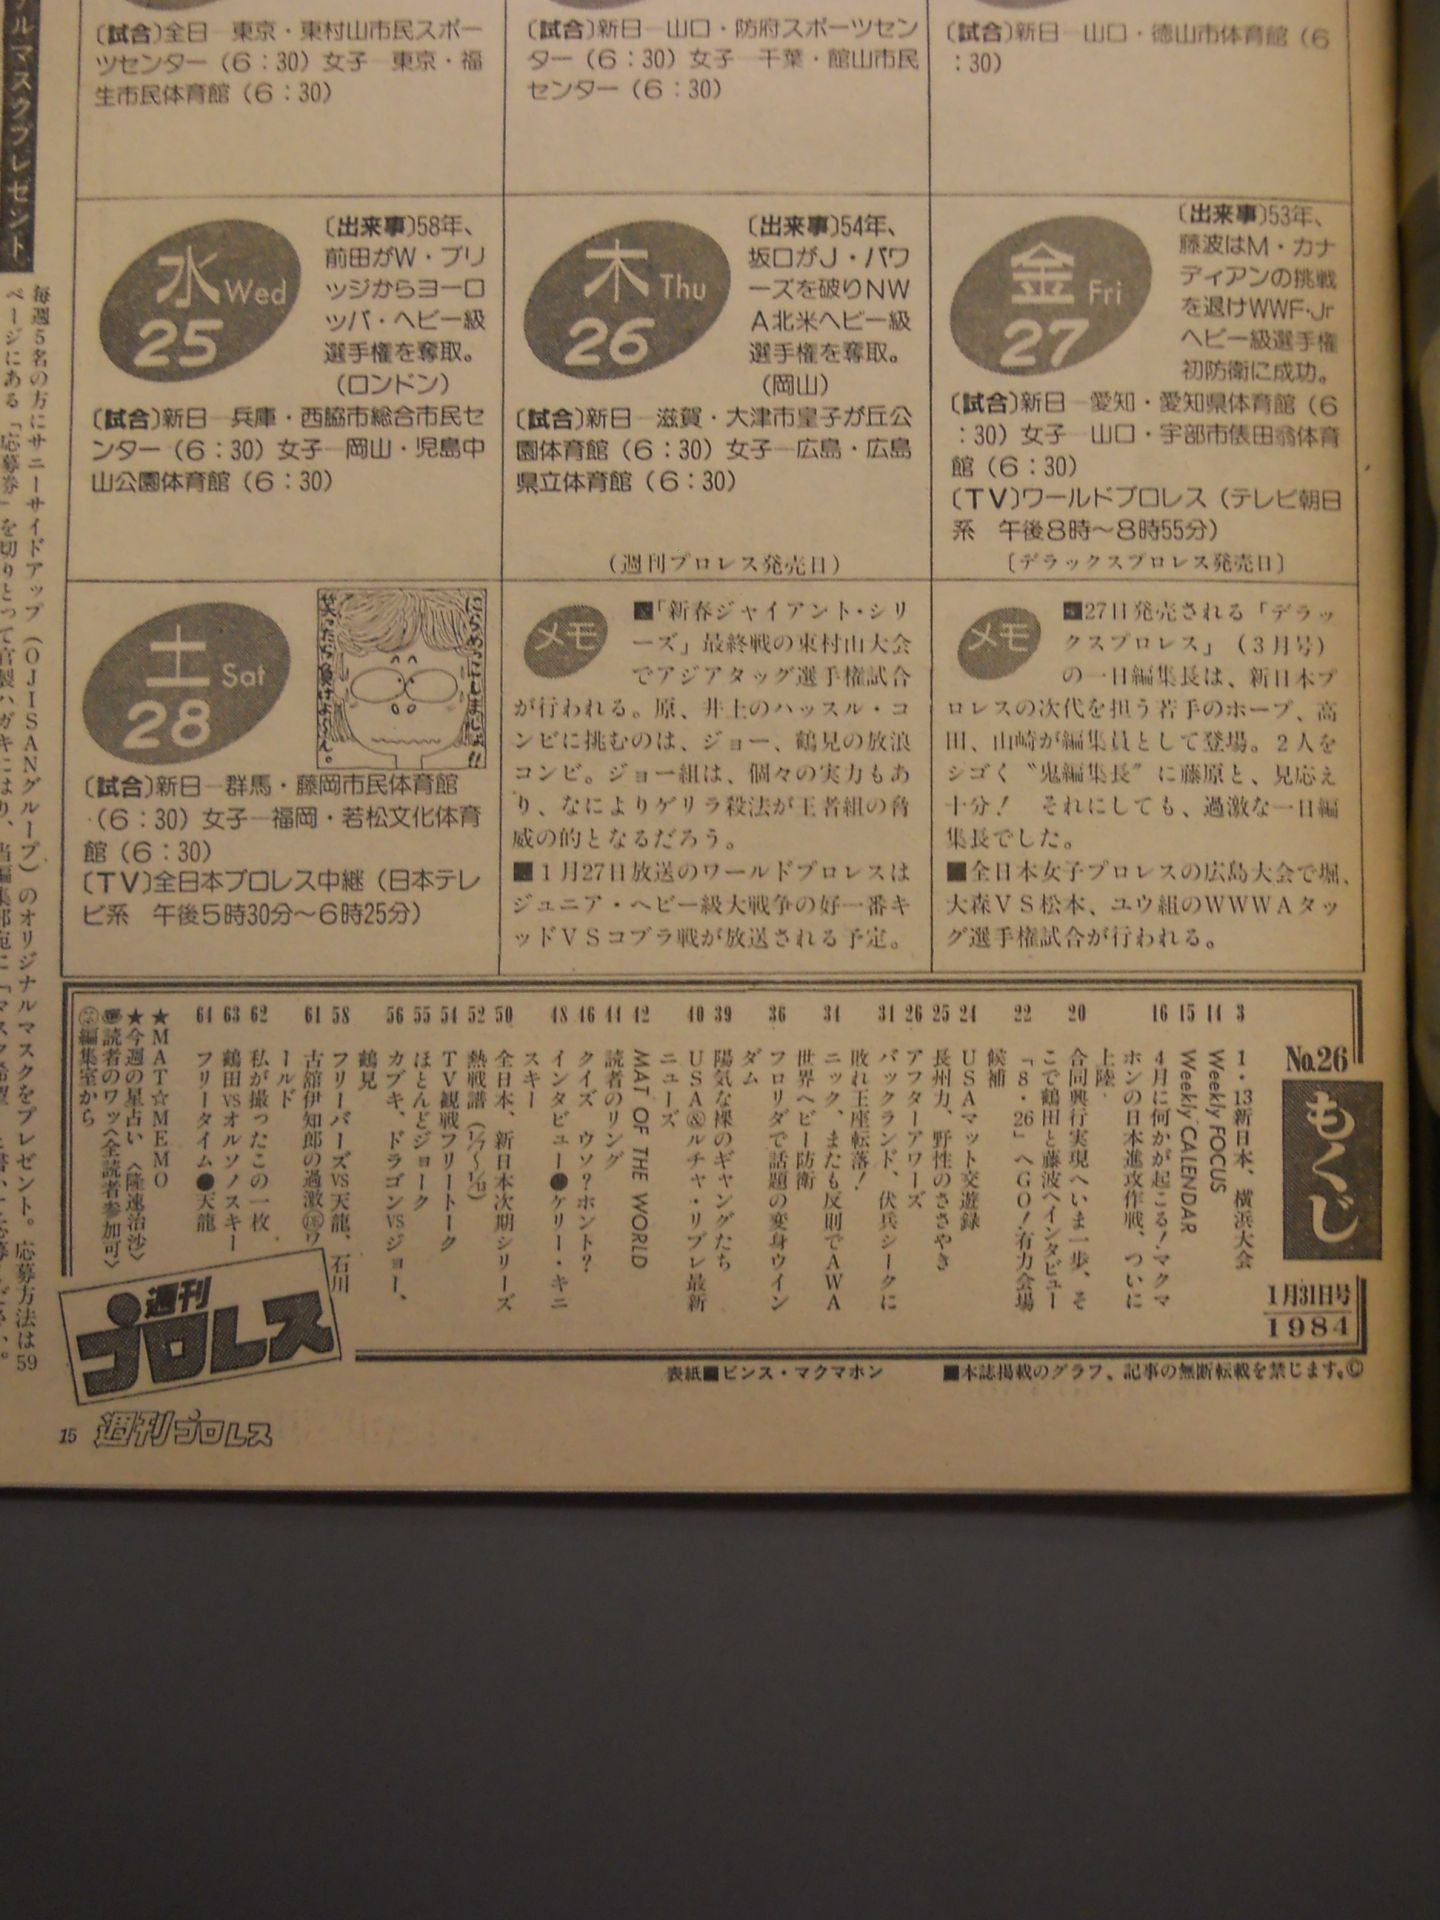 〔試合〕全日―東京・東村山市民スポー
ツセンター（6：30）女子―東京・福
生市民体育館（6：30）
〔試合〕新日―山口・防府スポーツセン
ター（6：30）女子―千葉・館山市民
センター（6：30）
〔試合〕新日―山口・徳山市体育館（6
：30）
水 Wed
25
〔出来事〕58年、
前田がW・ブリ
ッジからヨーロ
ッパ・ヘビー級
選手権を奪取。
（ロンドン）
〔試合〕新日―兵庫・西脇市総合市民セ
ンター（6：30）女子―岡山・児島中
山公園体育館（6：30）
木 Thu
26
〔出来事〕54年、
坂口がJ・パワ
ーズを破りNW
A北米ヘビー級
選手権を奪取。
（岡山）
〔試合〕新日―滋賀・大津市皇子が丘公
園体育館（6：30）女子―広島・広島
県立体育館（6：30）
（週刊プロレス発売日）
金 Fri
27
〔出来事〕53年、
藤波はM・カナ
ディアンの挑戦
を退けWWF・Jr
ヘビー級選手権
初防衛に成功。
〔試合〕新日―愛知・愛知県体育館（6
：30）女子―山口・宇部市俵田翁体育
館（6：30）
〔TV〕ワールドプロレス（テレビ朝日
系　午後8時～8時55分）
〔デラックスプロレス発売日〕
土 Sat
28
〔試合〕新日―群馬・藤岡市民体育館
（6：30）女子―福岡・若松文化体育
館（6：30）
〔TV〕全日本プロレス中継（日本テレ
ビ系　午後5時30分～6時25分）
メモ
■「新春ジャイアント・シリ
ーズ」最終戦の東村山大会
でアジアタッグ選手権試合
が行われる。原、井上のハッスル・コ
ンビに挑むのは、ジョー、鶴見の放浪
コンビ。ジョー組は、個々の実力もあ
り、なによりゲリラ殺法が王者組の脅
威の的となるだろう。
■1月27日放送のワールドプロレスは
ジュニア・ヘビー級大戦争の好一番キ
ッドVSコブラ戦が放送される予定。
メモ
■27日発売される「デラッ
クスプロレス」（3月号）
の一日編集長は、新日本プ
ロレスの次代を担う若手のホープ、高
田、山崎が編集員として登場。2人を
シゴく〝鬼編集長〟に藤原と、見応え
十分！　それにしても、過激な一日編
集長でした。
■全日本女子プロレスの広島大会で堀、
大森VS松本、ユウ組のWWWAタッ
グ選手権試合が行われる。
No.26
もくじ
1月31日号
1984
3 1・13新日本、横浜大会
14 Weekly FOCUS
15 Weekly CALENDAR
16 4月に何かが起こる！マクマ
ホンの日本進攻作戦、ついに
上陸
20 合同興行実現へいま一歩、そ
こで鶴田と藤波へインタビュー
22 「8・26」へGO！有力会場
候補
24 USAマット交遊録
25 長州力、野性のささやき
26 アフターアワーズ
31 バックランド、伏兵シークに
敗れ王座転落！
34 ニック、またも反則でAWA
世界ヘビー防衛
36 フロリダで話題の変身ウイン
ダム
39 陽気な裸のギャングたち
40 USA&ルチャ・リブレ最新
ニューズ
42 MAT OF THE WORLD
44 読者のリング
46 クイズ　ウソ？ホント？
48 インタビュー●ケリー・キニ
スキー
50 全日本、新日本次期シリーズ
52 熱戦譜
54 TV観戦フリートーク
55 ほとんどジョーク
56 カブキ、ドラゴンVSジョー、
鶴見
58 フリーバーズVS天龍、石川
61 古舘伊知郎の過激
ールド
62 私が撮ったこの一枚
63 鶴田VSオルソノスキー
64 フリータイム●天龍
★MAT☆MEMO
★今週の星占い〈隆速治沙〉
読者のワッ〈全読者参加可〉
編集室から
週刊
プロレス
表紙■ビンス・マクマホン
■本誌掲載のグラフ、記事の無断転載を禁じます。©
15 週刊プロレス
ルマスクプレゼント
毎週5名の方にサニーサイドアップ（OJISANグループ）のオリジナルマスクをプレゼント。応募方法は59